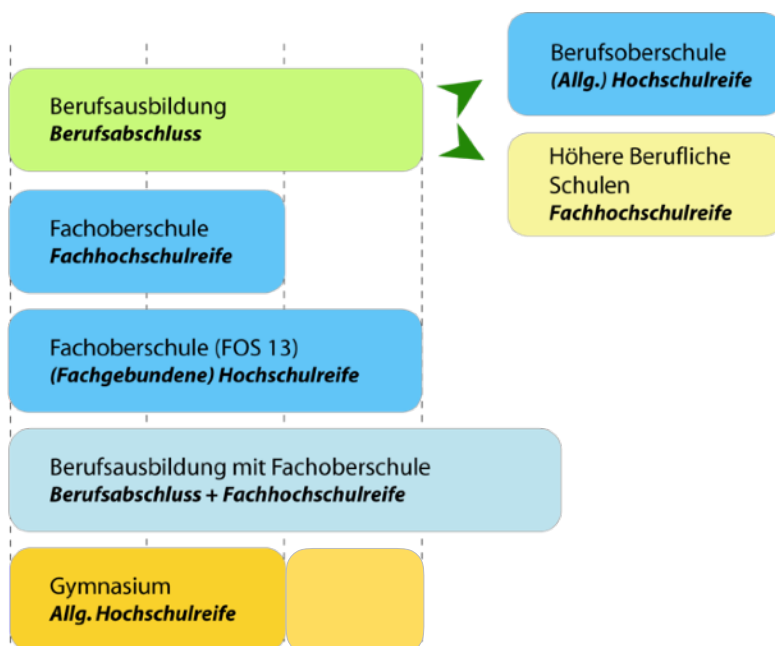 Berufsoberschule
(Allg.) Hochschulreife
Berufsausbildung
Berufsabschluss
Höhere Berufliche
Schulen
Fachhochschulreife
Fachoberschule
Fachhochschulreife
Fachoberschule (FOS 13)
(Fachgebundene) Hochschulreife
Berufsausbildung mit Fachoberschule
Berufsabschluss + Fachhochschulreife
Gymnasium
Allg. Hochschulreife